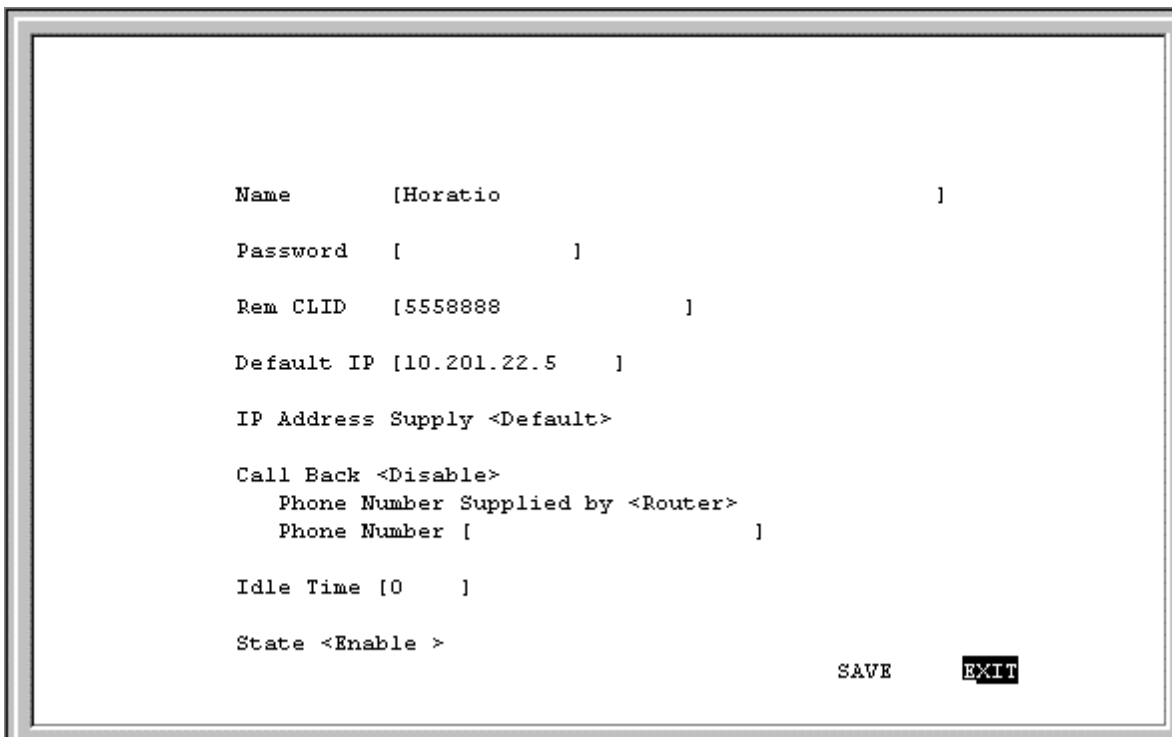 Name [Horatio ]
Password [ ]
Rem CLID [5558888 ]
Default IP [10.201.22.5 ]
IP Address Supply <Default>
Call Back <Disable>
Phone Number Supplied by <Router>
Phone Number [ ]
Idle Time [0 ]
State <Enable >
SAVE EXIT